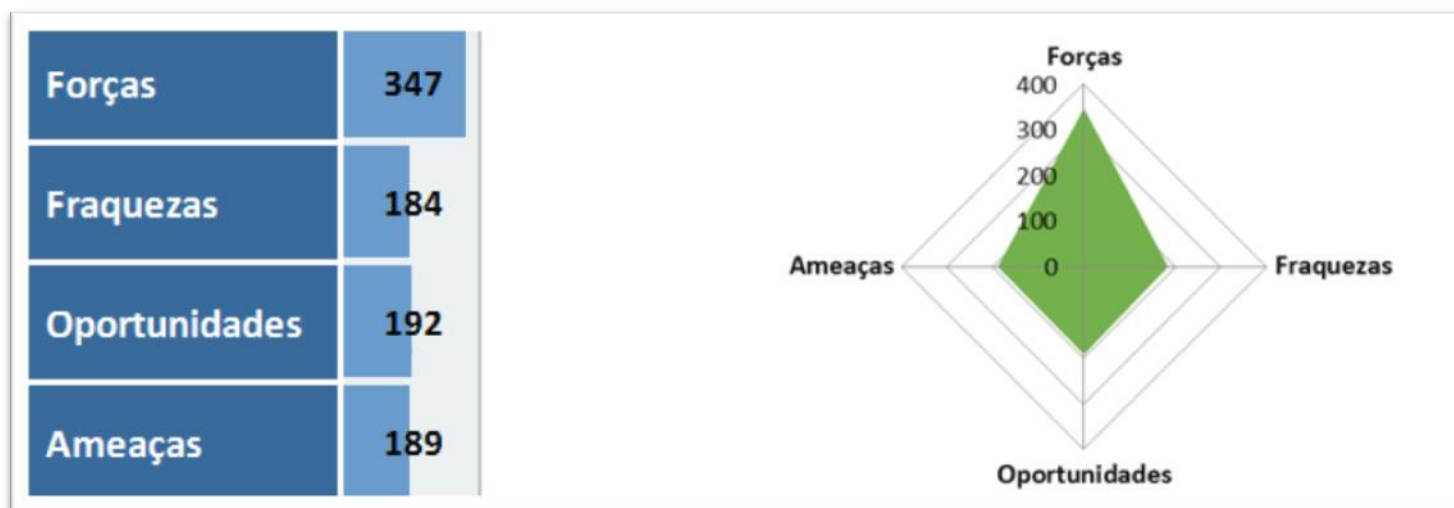 Forças 347
Fraquezas 184
Oportunidades 192
Ameaças 189
Forças
400
300
200
100
0
Ameaças
Fraquezas
Oportunidades